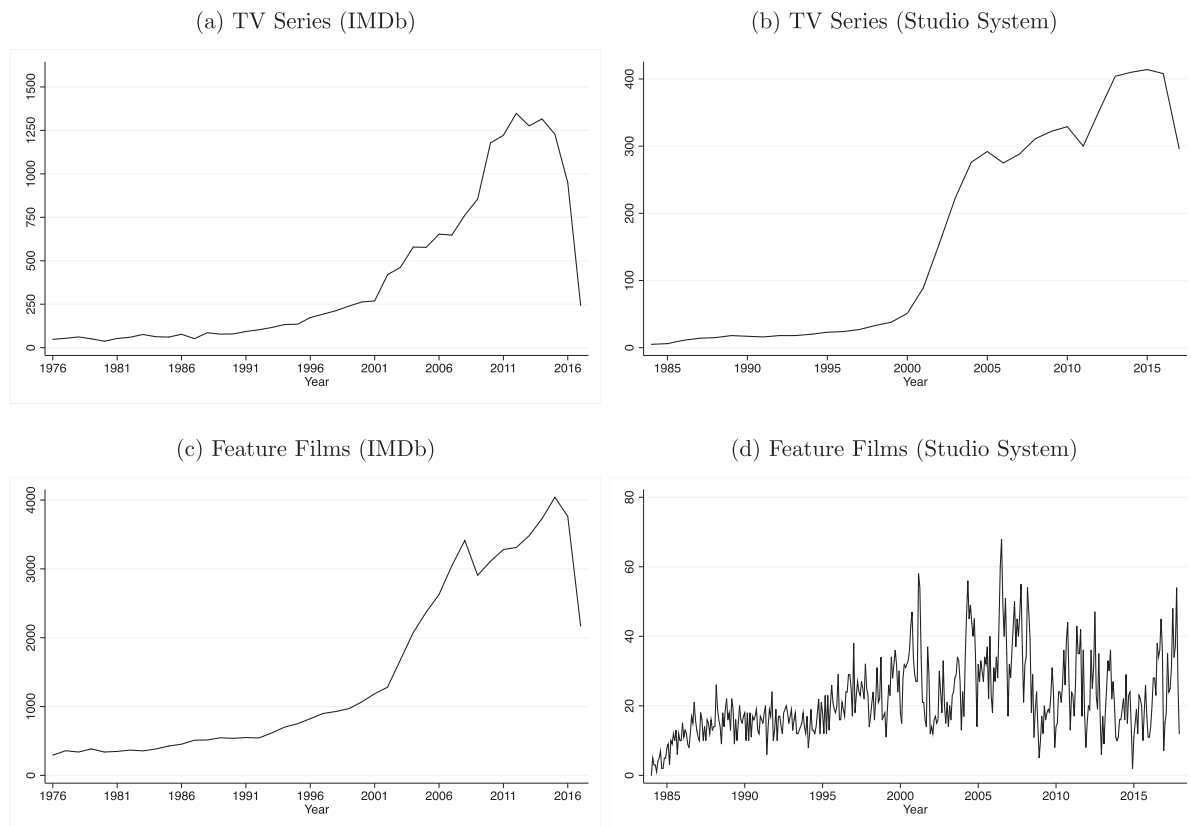 (a) TV Series (IMDb)
1500
1250
1000
750
500
250
0
1976 1981 1986 1991 1996 2001 2006 2011 2016
Year
(b) TV Series (Studio System)
400
300
200
100
0
1985 1990 1995 2000 2005 2010 2015
Year
(c) Feature Films (IMDb)
4000
3000
2000
1000
0
1976 1981 1986 1991 1996 2001 2006 2011 2016
Year
(d) Feature Films (Studio System)
80
60
40
20
0
1985 1990 1995 2000 2005 2010 2015
Year